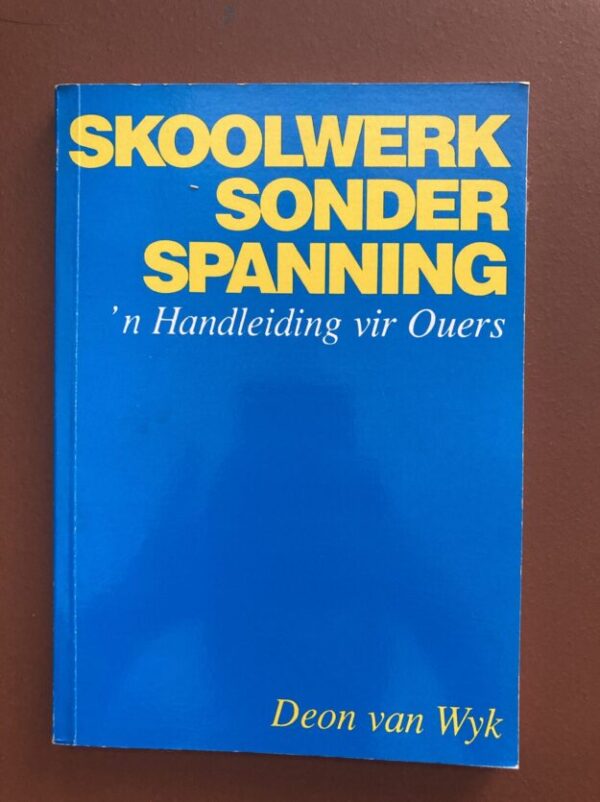 SKOOLWERK
SONDER
SPANNING
'n Handleiding vir Ouers
Deon van Wyk